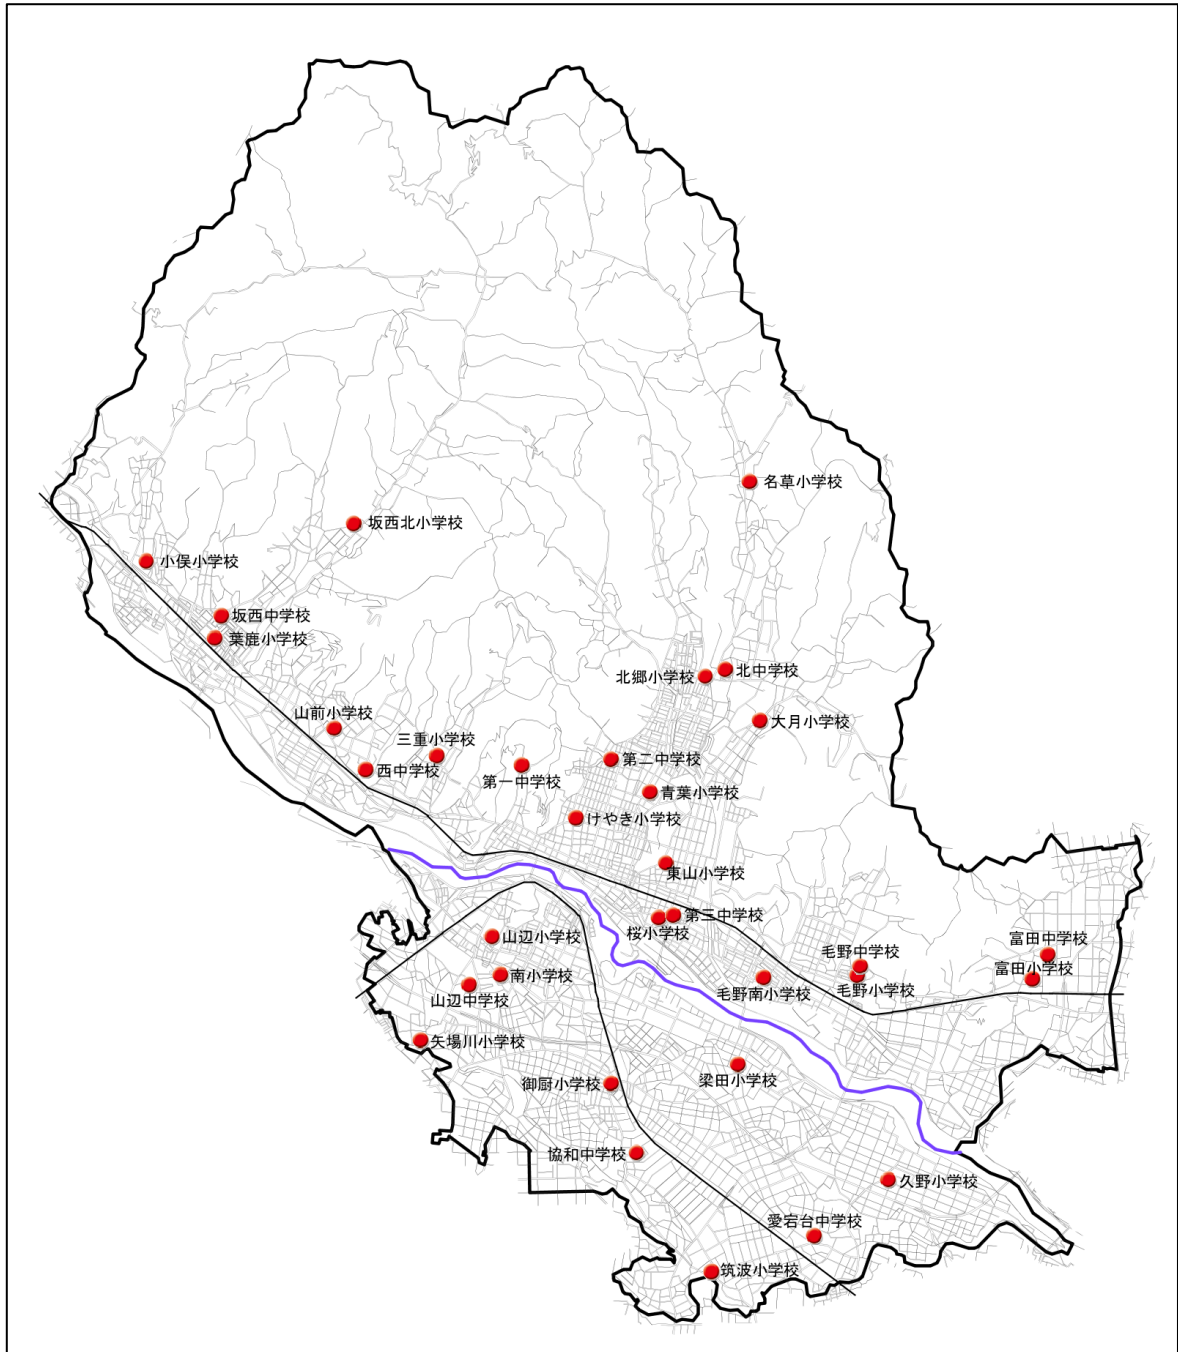 名草小学校
坂西北小学校
小俣小学校
坂西中学校
葉鹿小学校
北中学校
北郷小学校
山前小学校
大月小学校
三重小学校
西中学校
第一中学校
第二中学校
青葉小学校
けやき小学校
東山小学校
第三中学校
桜小学校
山辺小学校
富田中学校
毛野中学校
富田小学校
南小学校
毛野小学校
毛野南小学校
山辺中学校
矢場川小学校
梁田小学校
御厨小学校
協和中学校
久野小学校
愛宕台中学校
筑波小学校